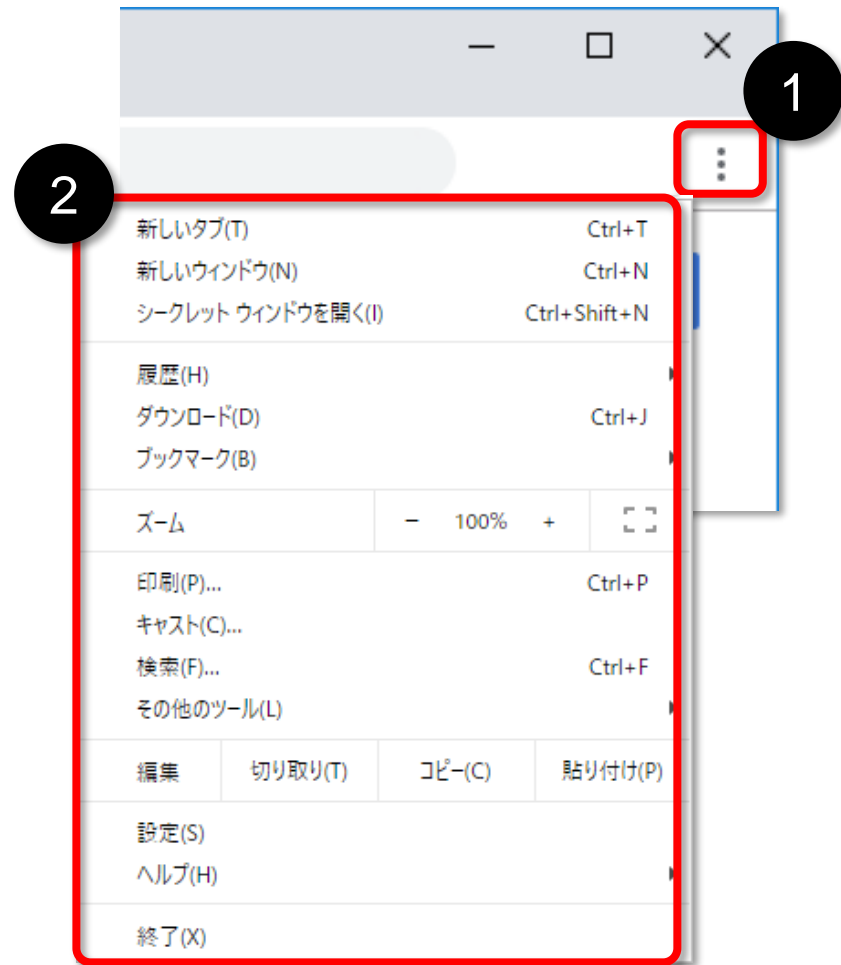 1
2
新しいタブ(T) Ctrl+T
新しいウィンドウ(N) Ctrl+N
シークレット ウィンドウを開く(I) Ctrl+Shift+N
履歴(H)
ダウンロード(D) Ctrl+J
ブックマーク(B)
ズーム − 100% +
印刷(P)... Ctrl+P
キャスト(C)...
検索(F)... Ctrl+F
その他のツール(L)
編集 切り取り(T) コピー(C) 貼り付け(P)
設定(S)
ヘルプ(H)
終了(X)